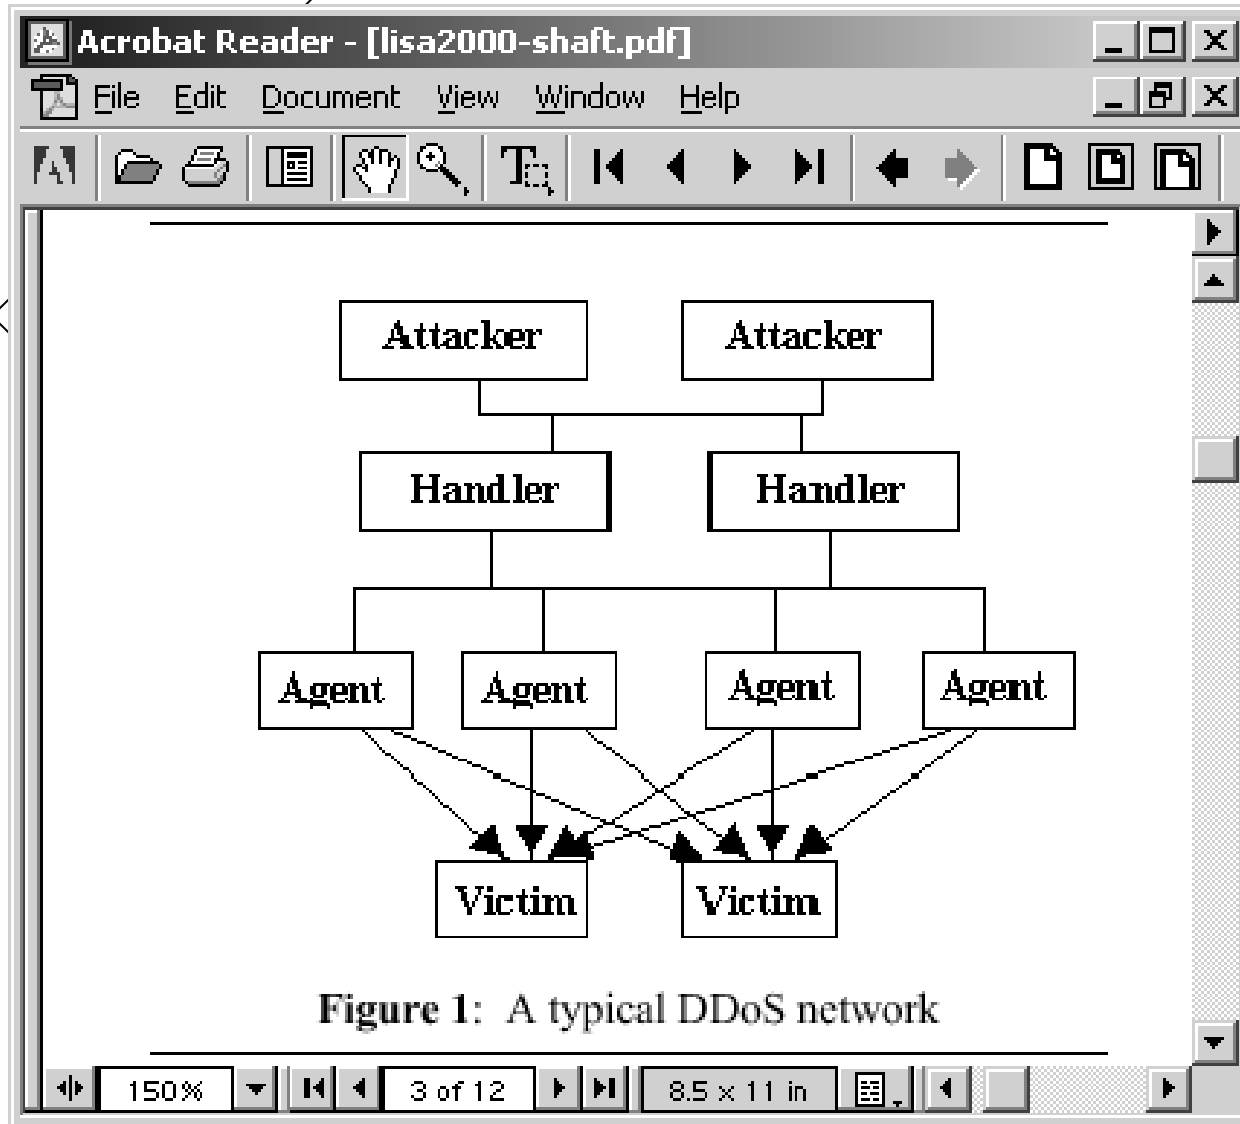 Acrobat Reader - [lisa2000-shaft.pdf]
File Edit Document View Window Help
Attacker Attacker
Handler Handler
Agent Agent Agent Agent
Victim Victim
Figure 1: A typical DDoS network
150% 3 of 12 8.5 x 11 in